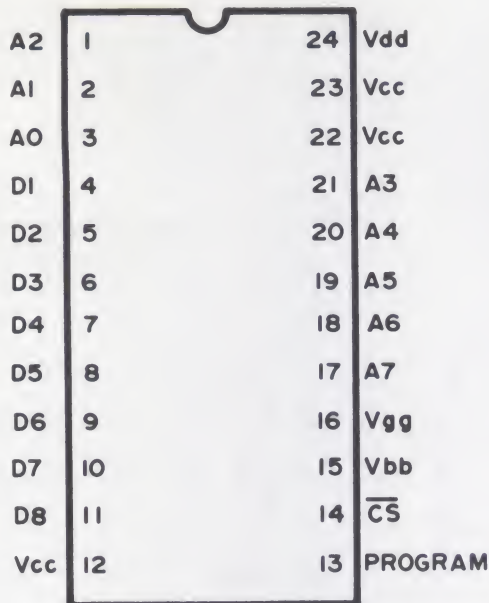 A2 1 24 Vdd
A1 2 23 Vcc
A0 3 22 Vcc
D1 4 21 A3
D2 5 20 A4
D3 6 19 A5
D4 7 18 A6
D5 8 17 A7
D6 9 16 Vgg
D7 10 15 Vbb
D8 11 14 C̅S̅
Vcc 12 13 PROGRAM